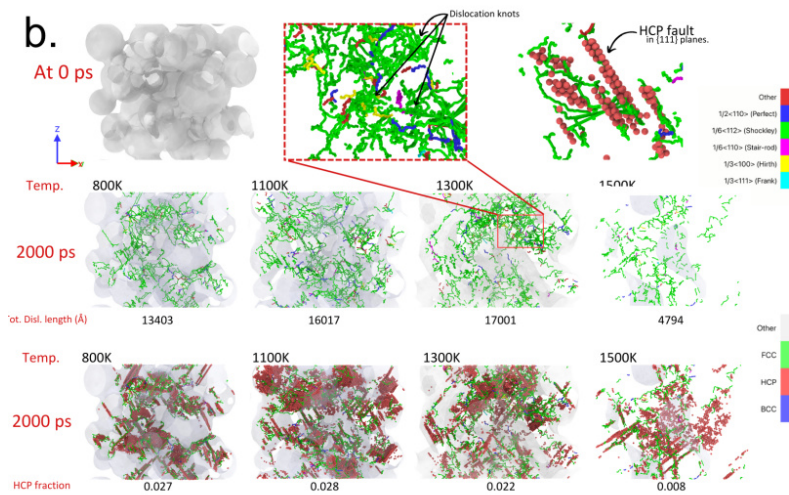 b.
At 0 ps
Dislocation knots
HCP fault
in {111} planes.
Z
Other
1/2<110> (Perfect)
1/6<112> (Shockley)
1/6<110> (Stair-rod)
1/3<100> (Hirth)
1/3<111> (Frank)
Temp. 800K 1100K 1300K 1500K
2000 ps
ot. Disl. length (Å) 13403 16017 17001 4794
Other
FCC
HCP
BCC
Temp. 800K 1100K 1300K 1500K
2000 ps
HCP fraction 0.027 0.028 0.022 0.008